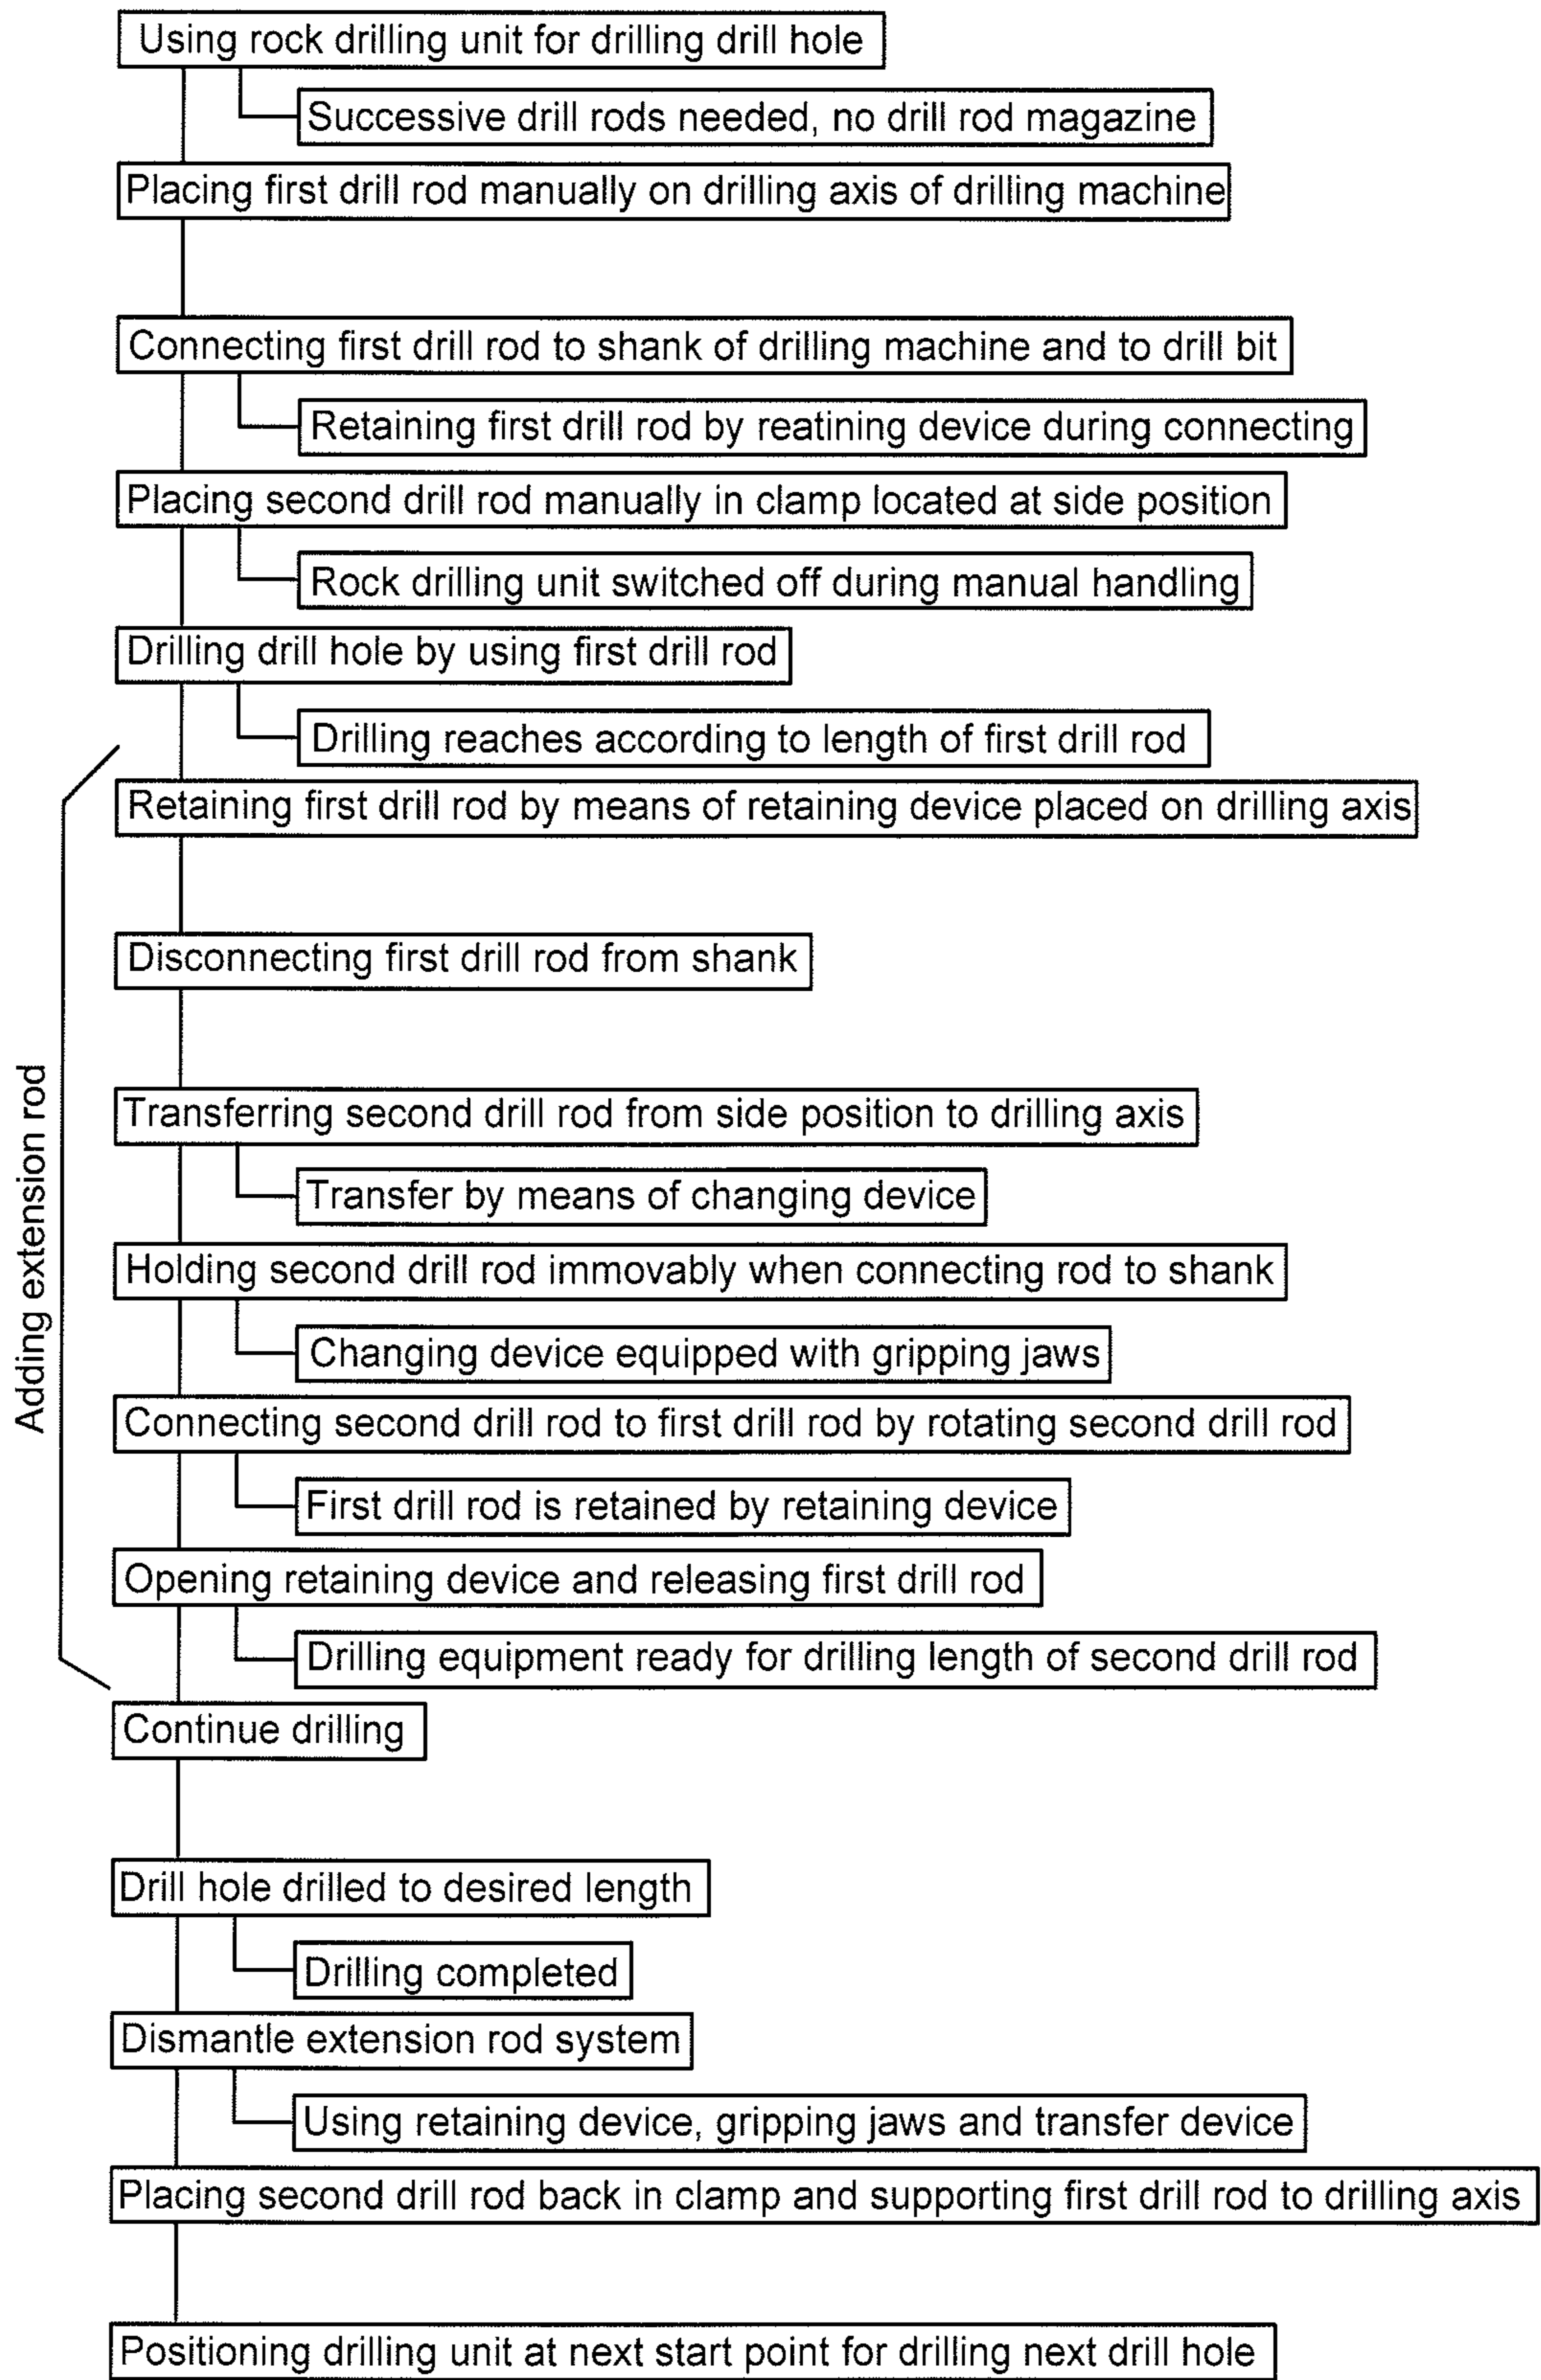 Using rock drilling unit for drilling drill hole
Successive drill rods needed, no drill rod magazine
Placing first drill rod manually on drilling axis of drilling machine
Connecting first drill rod to shank of drilling machine and to drill bit
Retaining first drill rod by reatining device during connecting
Placing second drill rod manually in clamp located at side position
Rock drilling unit switched off during manual handling
Drilling drill hole by using first drill rod
Drilling reaches according to length of first drill rod
Retaining first drill rod by means of retaining device placed on drilling axis
Disconnecting first drill rod from shank
Adding extension rod
Transferring second drill rod from side position to drilling axis
Transfer by means of changing device
Holding second drill rod immovably when connecting rod to shank
Changing device equipped with gripping jaws
Connecting second drill rod to first drill rod by rotating second drill rod
First drill rod is retained by retaining device
Opening retaining device and releasing first drill rod
Drilling equipment ready for drilling length of second drill rod
Continue drilling
Drill hole drilled to desired length
Drilling completed
Dismantle extension rod system
Using retaining device, gripping jaws and transfer device
Placing second drill rod back in clamp and supporting first drill rod to drilling axis
Positioning drilling unit at next start point for drilling next drill hole